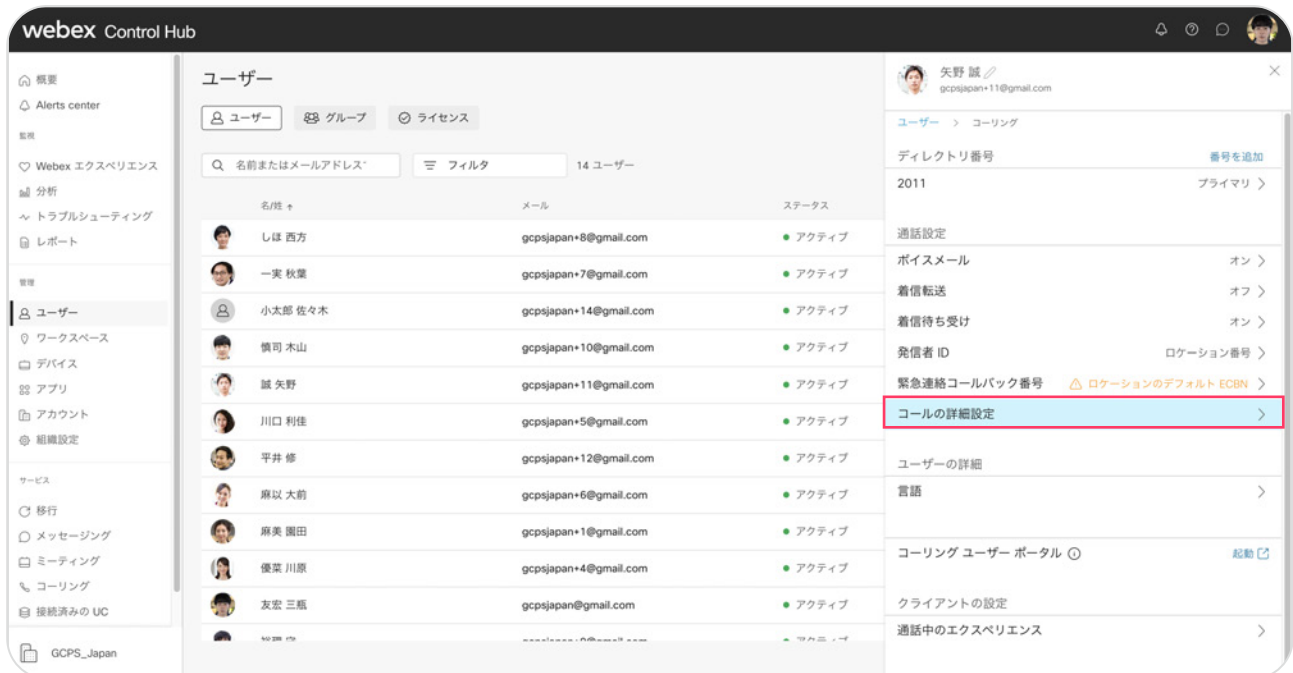 webex Control Hub
概要
Alerts center
監視
Webex エクスペリエンス
分析
トラブルシューティング
レポート
管理
ユーザー
ワークスペース
デバイス
アプリ
アカウント
組織設定
サービス
移行
メッセージング
ミーティング
コーリング
接続済みの UC
GCPS_Japan
ユーザー
ユーザー グループ ライセンス
名前またはメールアドレス フィルタ 14 ユーザー
名/姓 ↑ メール ステータス
しほ 西方 gcpsjapan+8@gmail.com アクティブ
一実 秋葉 gcpsjapan+7@gmail.com アクティブ
小太郎 佐々木 gcpsjapan+14@gmail.com アクティブ
慎司 木山 gcpsjapan+10@gmail.com アクティブ
誠 矢野 gcpsjapan+11@gmail.com アクティブ
川口 利佳 gcpsjapan+5@gmail.com アクティブ
平井 修 gcpsjapan+12@gmail.com アクティブ
麻以 大前 gcpsjapan+6@gmail.com アクティブ
麻美 園田 gcpsjapan+1@gmail.com アクティブ
優菜 川原 gcpsjapan+4@gmail.com アクティブ
友宏 三瓶 gcpsjapan@gmail.com アクティブ
矢野 誠
gcpsjapan+11@gmail.com
ユーザー > コーリング
ディレクトリ番号 番号を追加
2011 プライマリ
通話設定
ボイスメール オン
着信転送 オフ
着信待ち受け オン
発信者 ID ロケーション番号
緊急連絡コールバック番号 ロケーションのデフォルト ECBN
コールの詳細設定
ユーザーの詳細
言語
コーリング ユーザー ポータル 起動
クライアントの設定
通話中のエクスペリエンス